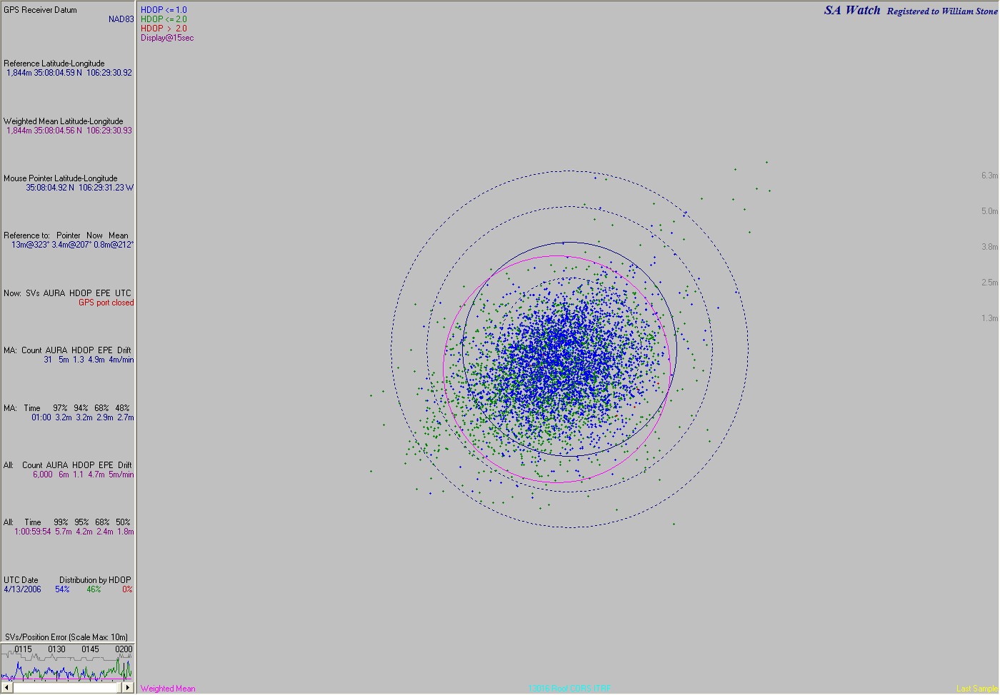 GPS Receiver Datum
NAD83
Reference Latitude-Longitude
1,844m 35:08:04.59 N 106:29:30.92
Weighted Mean Latitude-Longitude
1,844m 35:08:04.56 N 106:29:30.93
Mouse Pointer Latitude-Longitude
35:08:04.92 N 106:29:31.23 W
Reference to: Pointer Now Mean
13m@323° 3.4m@207° 0.8m@212°
Now: SVs AURA HDOP EPE UTC
GPS port closed
MA: Count AURA HDOP EPE Drift
31 5m 1.3 4.9m 4m/min
MA: Time 97% 94% 68% 48%
01:00 3.2m 3.2m 2.9m 2.7m
All: Count AURA HDOP EPE Drift
6,000 6m 1.1 4.7m 5m/min
All: Time 99% 95% 68% 50%
1:00:59:54 5.7m 4.2m 2.4m 1.8m
UTC Date Distribution by HDOP
4/13/2006 54% 46% 0%
SVs/Position Error (Scale Max: 10m)
0115 0130 0145 0200
HDOP <= 1.0
HDOP <= 2.0
HDOP > 2.0
Display@15sec
SA Watch Registered to William Stone
6.3m
5.0m
3.8m
2.5m
1.3m
Weighted Mean
13016 Roof CORS ITRF
Last Sample